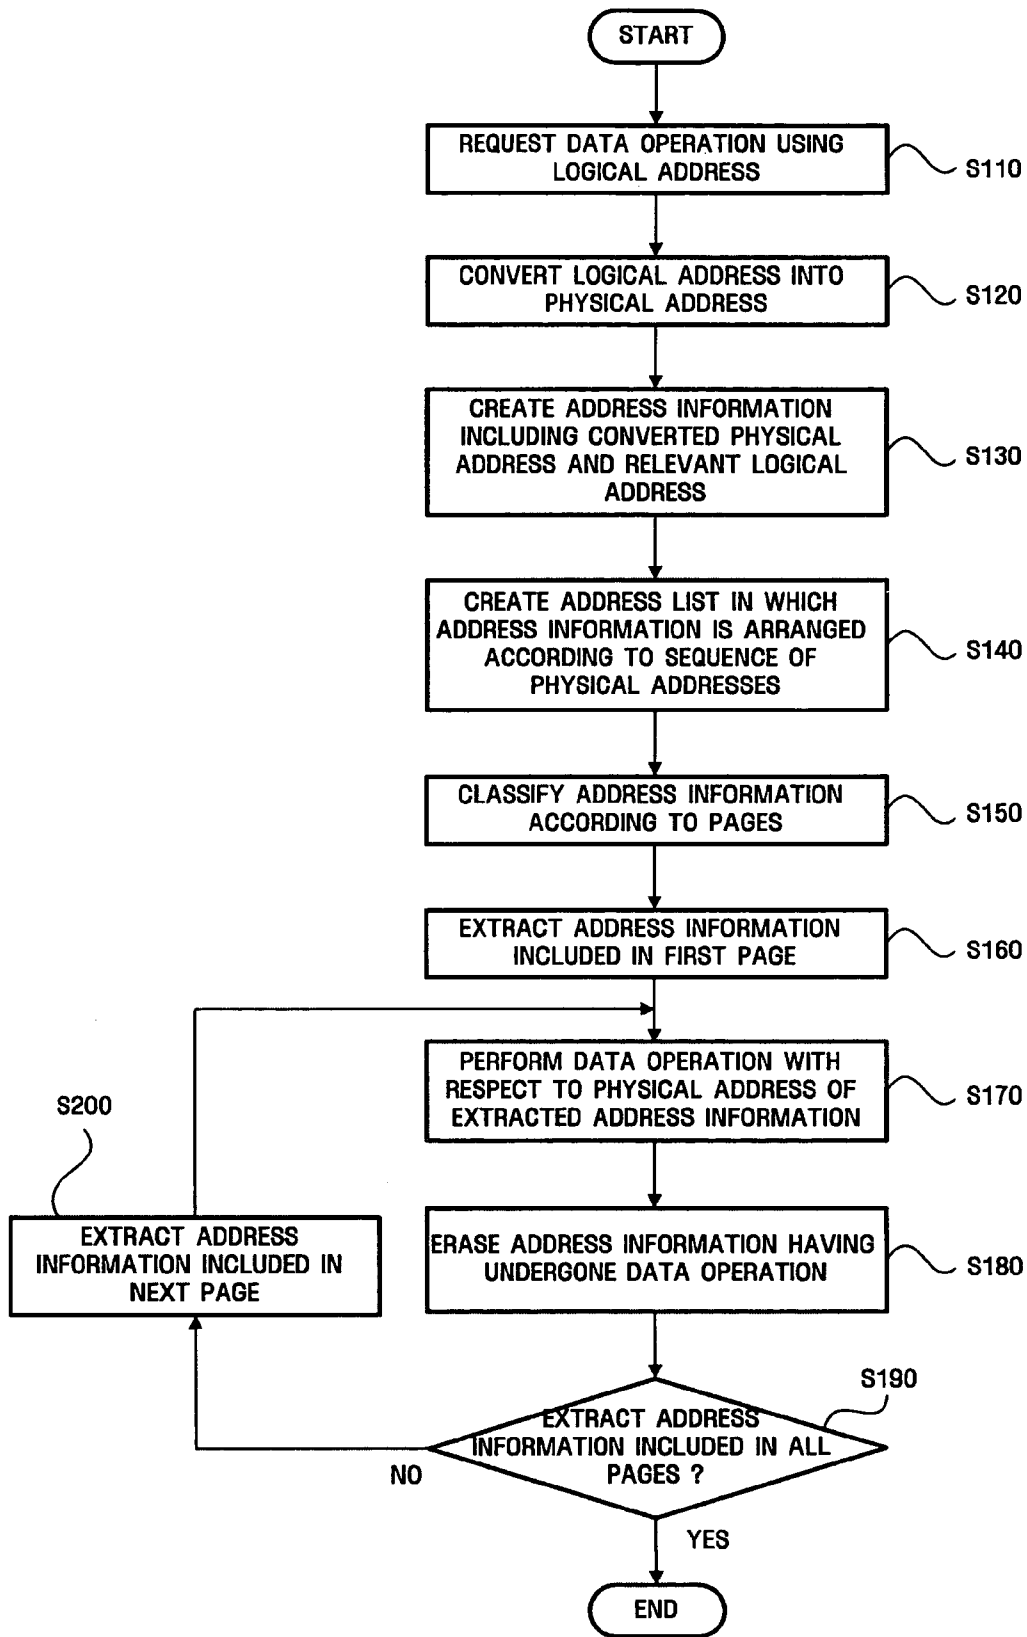 START
REQUEST DATA OPERATION USING
LOGICAL ADDRESS
S110
CONVERT LOGICAL ADDRESS INTO
PHYSICAL ADDRESS
S120
CREATE ADDRESS INFORMATION
INCLUDING CONVERTED PHYSICAL
ADDRESS AND RELEVANT LOGICAL
ADDRESS
S130
CREATE ADDRESS LIST IN WHICH
ADDRESS INFORMATION IS ARRANGED
ACCORDING TO SEQUENCE OF
PHYSICAL ADDRESSES
S140
CLASSIFY ADDRESS INFORMATION
ACCORDING TO PAGES
S150
EXTRACT ADDRESS INFORMATION
INCLUDED IN FIRST PAGE
S160
PERFORM DATA OPERATION WITH
RESPECT TO PHYSICAL ADDRESS OF
EXTRACTED ADDRESS INFORMATION
S170
S200
EXTRACT ADDRESS
INFORMATION INCLUDED IN
NEXT PAGE
ERASE ADDRESS INFORMATION HAVING
UNDERGONE DATA OPERATION
S180
S190
EXTRACT ADDRESS
INFORMATION INCLUDED IN ALL
PAGES ?
NO
YES
END